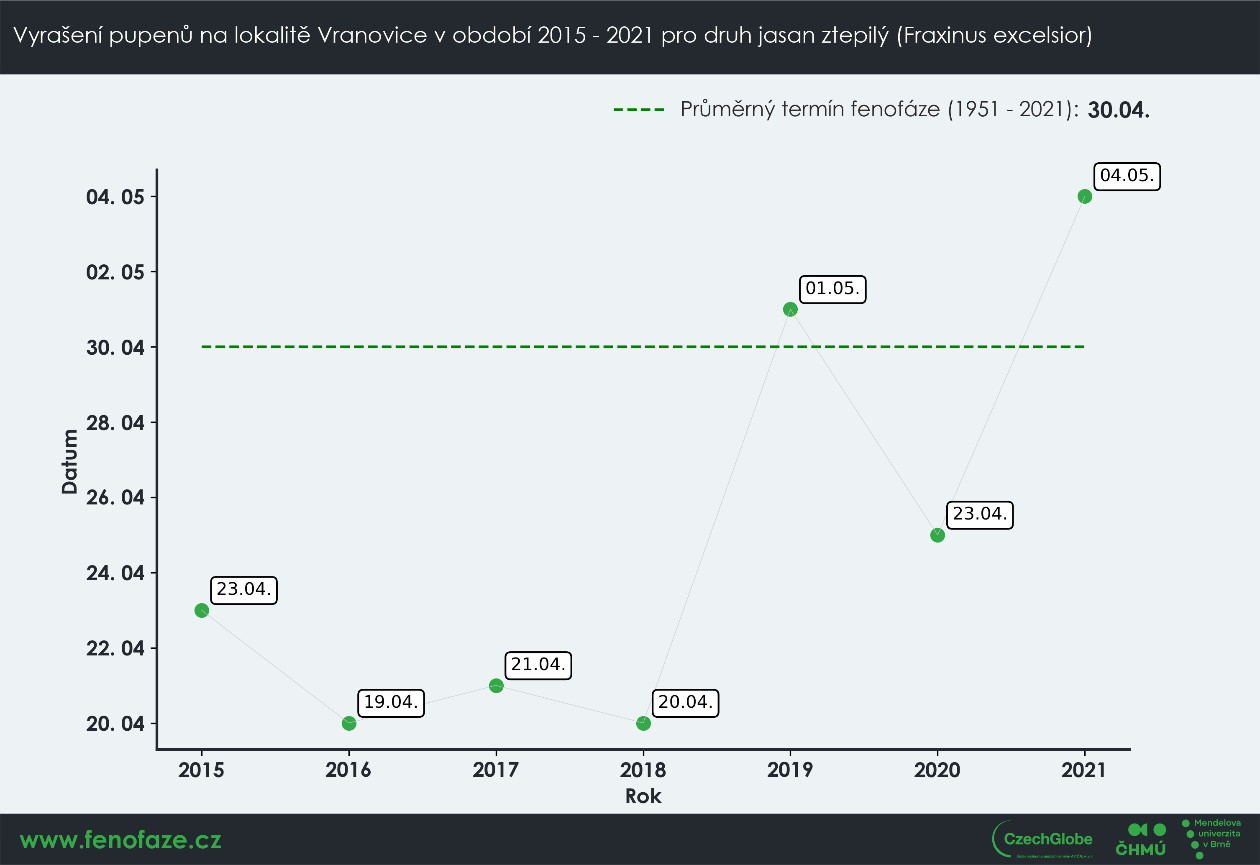 Vyrašení pupenů na lokalitě Vranovice v období 2015 - 2021 pro druh jasan ztepilý (Fraxinus excelsior)
Průměrný termín fenofáze (1951 - 2021): 30.04.
04. 05
02. 05
30. 04
28. 04
26. 04
24. 04
22. 04
20. 04
Datum
23.04.
19.04.
21.04.
20.04.
01.05.
23.04.
04.05.
2015 2016 2017 2018 2019 2020 2021
Rok
www.fenofaze.cz
CzechGlobe
ČHMÚ
Mendelova
univerzita
v Brně